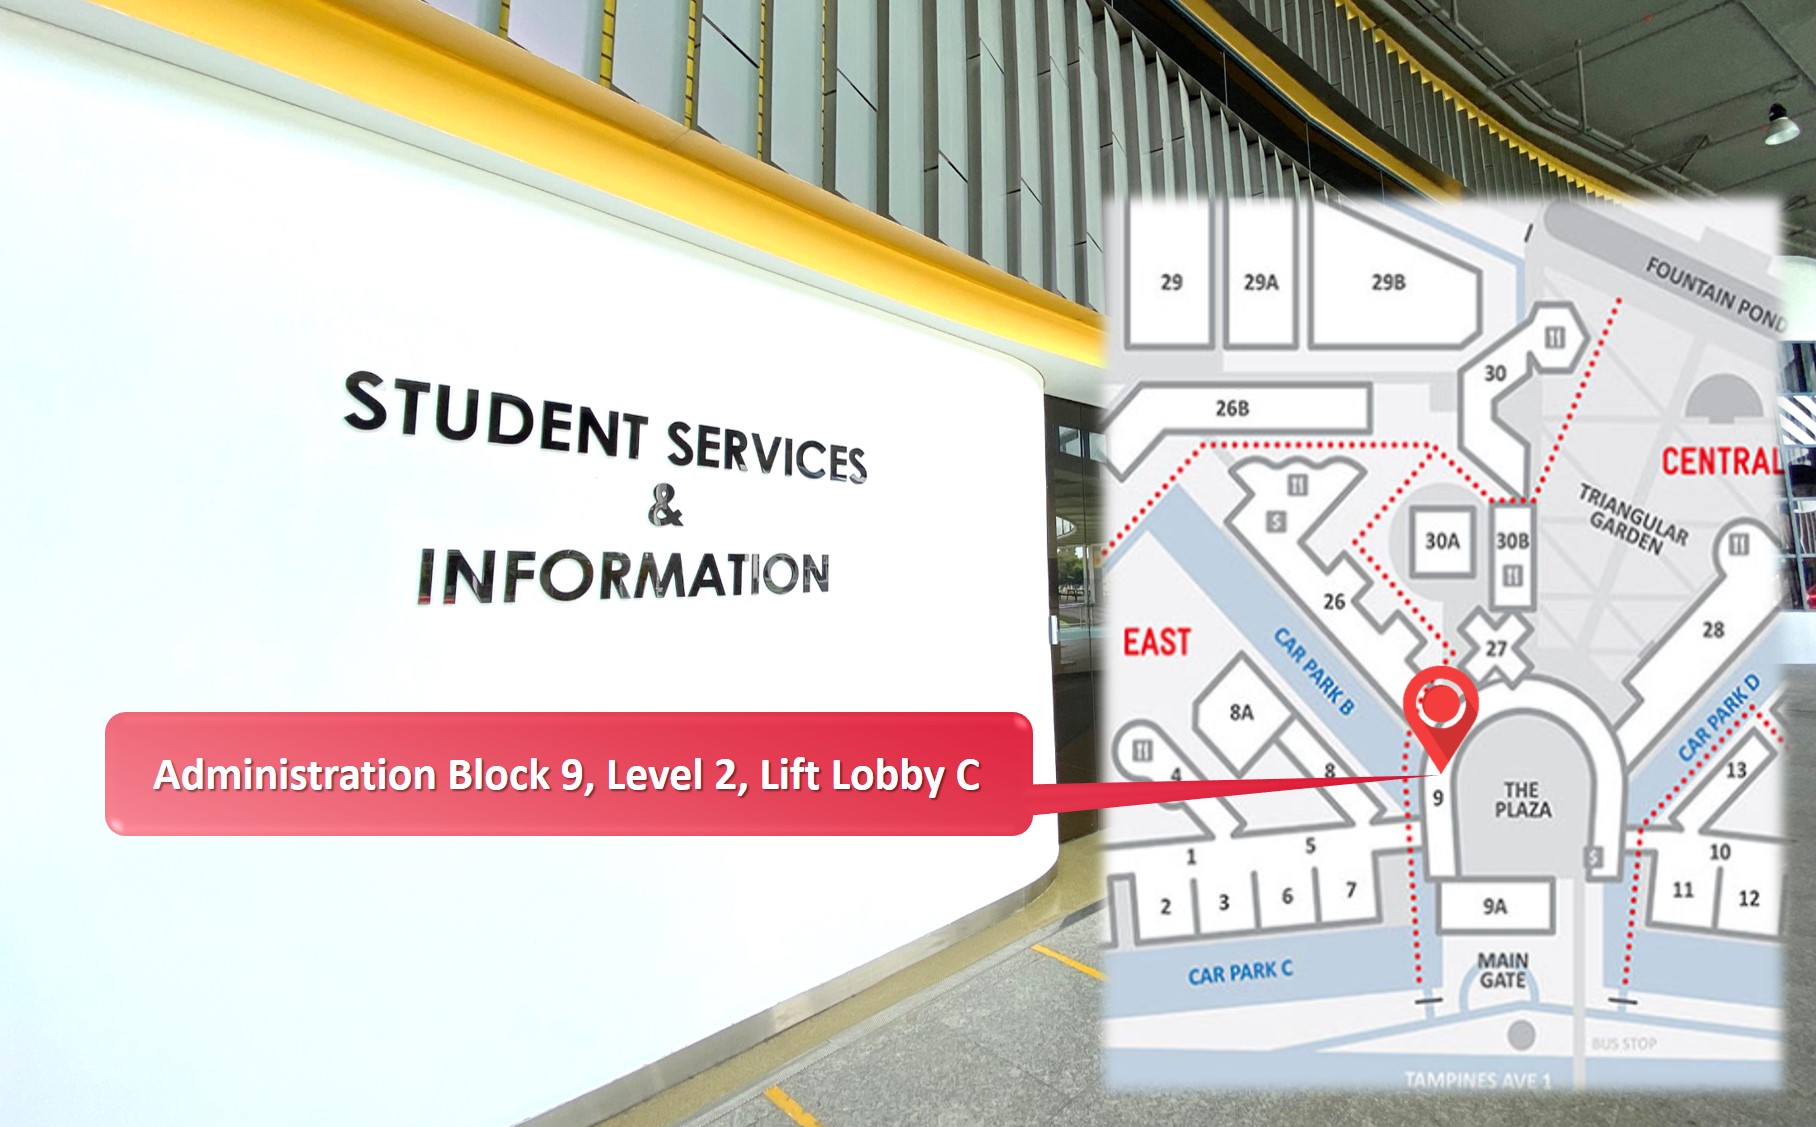 STUDENT SERVICES
&
INFORMATION
Administration Block 9, Level 2, Lift Lobby C
29
29A
29B
FOUNTAIN POND
30
26B
CENTRAL
TRIANGULAR
GARDEN
30A
30B
26
27
28
EAST
CAR PARK B
CAR PARK D
8A
4
8
9
THE
PLAZA
13
1
5
10
2
3
6
7
9A
11
12
CAR PARK C
MAIN
GATE
BUS STOP
TAMPINES AVE 1